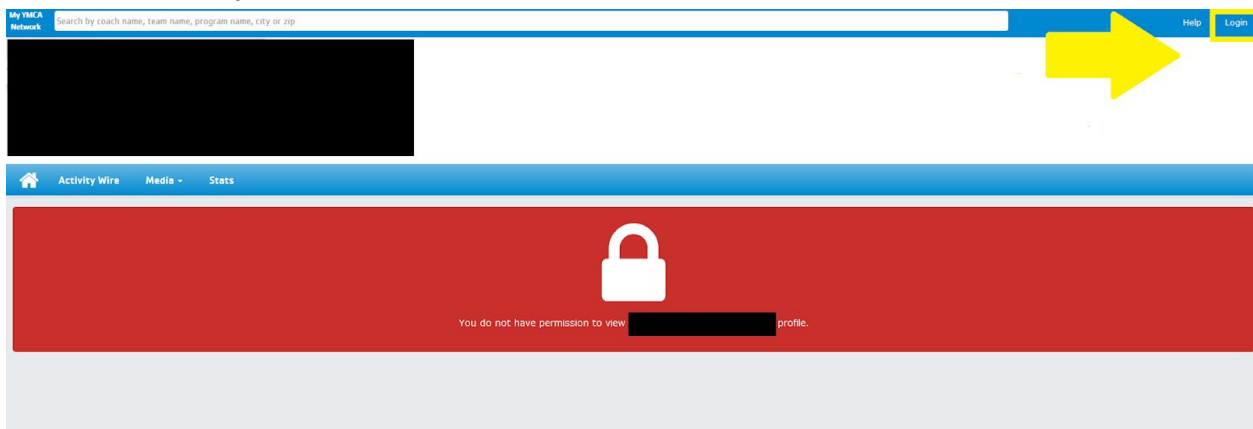 My YMCA
Network
Search by coach name, team name, program name, city or zip
Help
Login
Activity Wire
Media
Stats
You do not have permission to view profile.